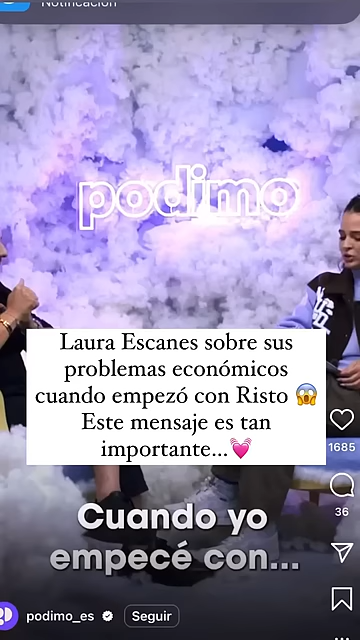 Notificación
podimo
Laura Escanes sobre sus
problemas económicos
cuando empezó con Risto 😱
Este mensaje es tan
importante...💓
1685
36
Cuando yo
empecé con...
podimo_es
Seguir